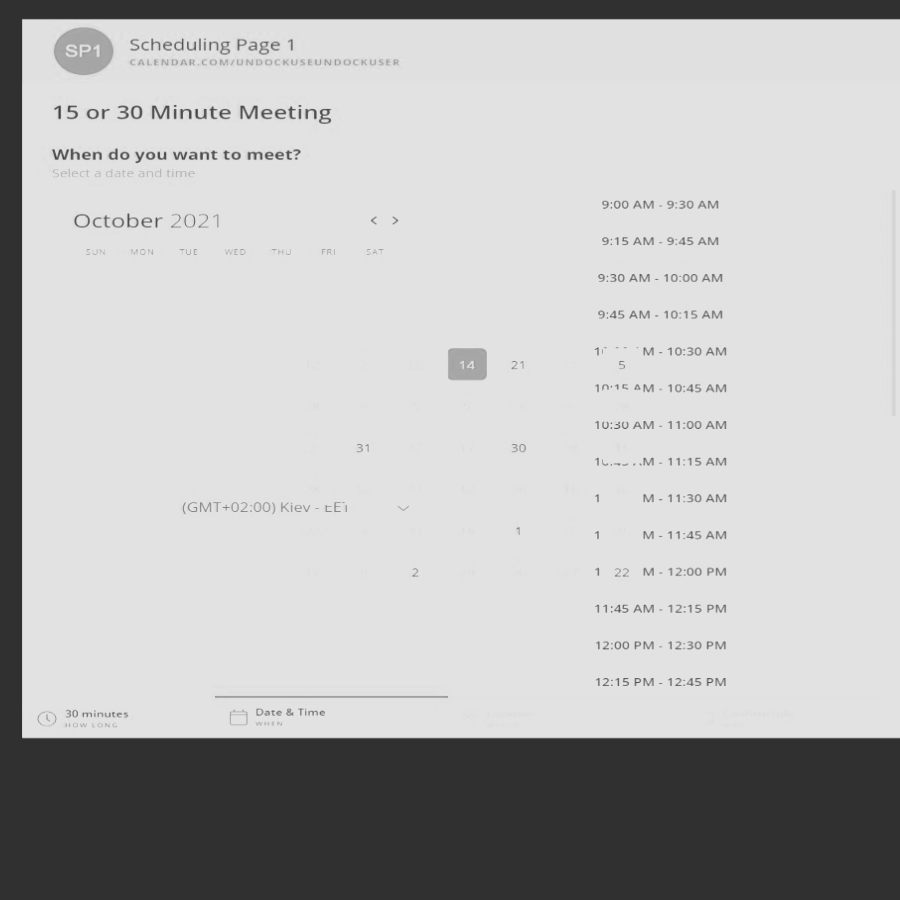 SP1
Scheduling Page 1
CALENDAR.COM/UNDOCKUSEUNDOCKUSER
15 or 30 Minute Meeting
When do you want to meet?
Select a date and time
October 2021 < >
SUN MON TUE WED THU FRI SAT
14 21 5
31 30
1
2 22
(GMT+02:00) Kiev - EET
9:00 AM - 9:30 AM
9:15 AM - 9:45 AM
9:30 AM - 10:00 AM
9:45 AM - 10:15 AM
M - 10:30 AM
10:15 AM - 10:45 AM
10:30 AM - 11:00 AM
M - 11:15 AM
1 M - 11:30 AM
1 M - 11:45 AM
1 M - 12:00 PM
11:45 AM - 12:15 PM
12:00 PM - 12:30 PM
12:15 PM - 12:45 PM
30 minutes
HOW LONG
Date & Time
WHEN